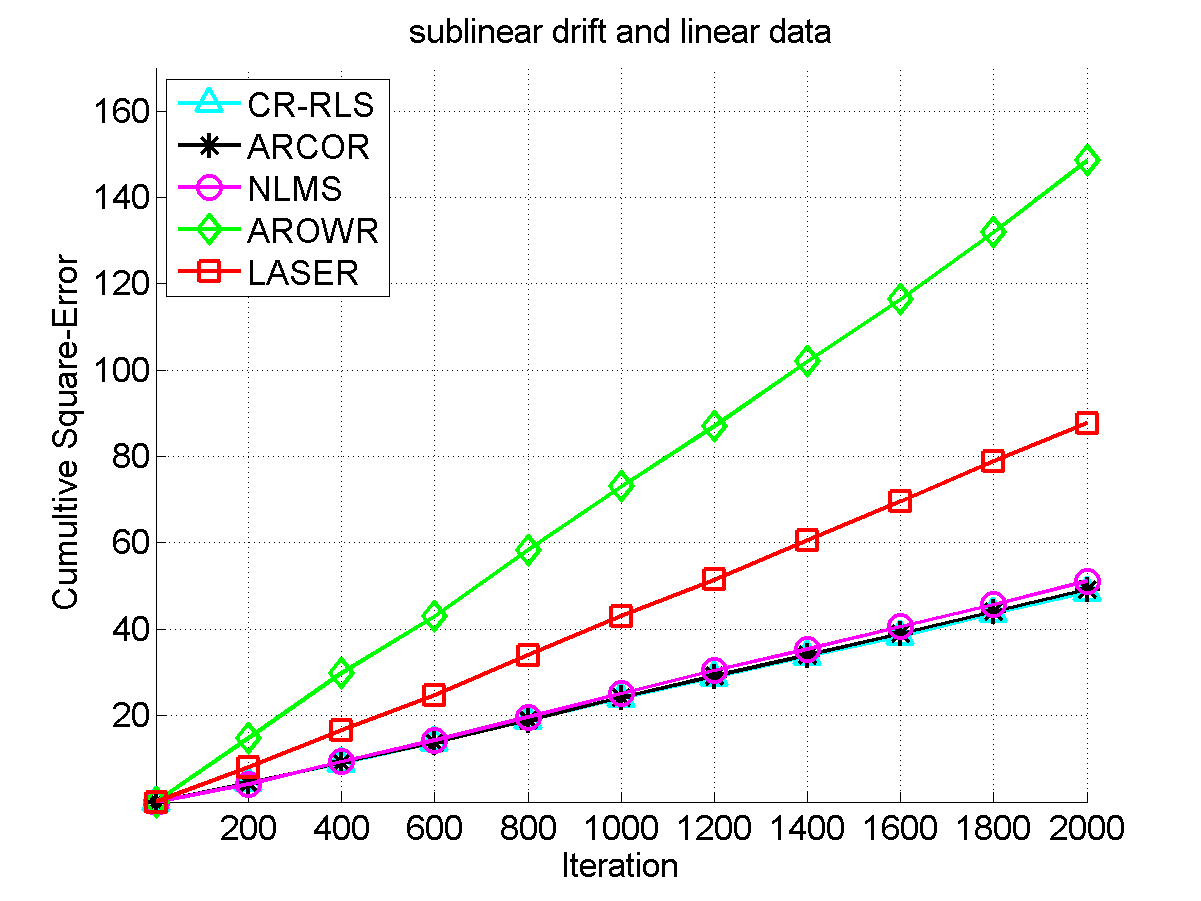 sublinear drift and linear data
CR-RLS
ARCOR
NLMS
AROWR
LASER
Cumultive Square-Error
160
140
120
100
80
60
40
20
200 400 600 800 1000 1200 1400 1600 1800 2000
Iteration